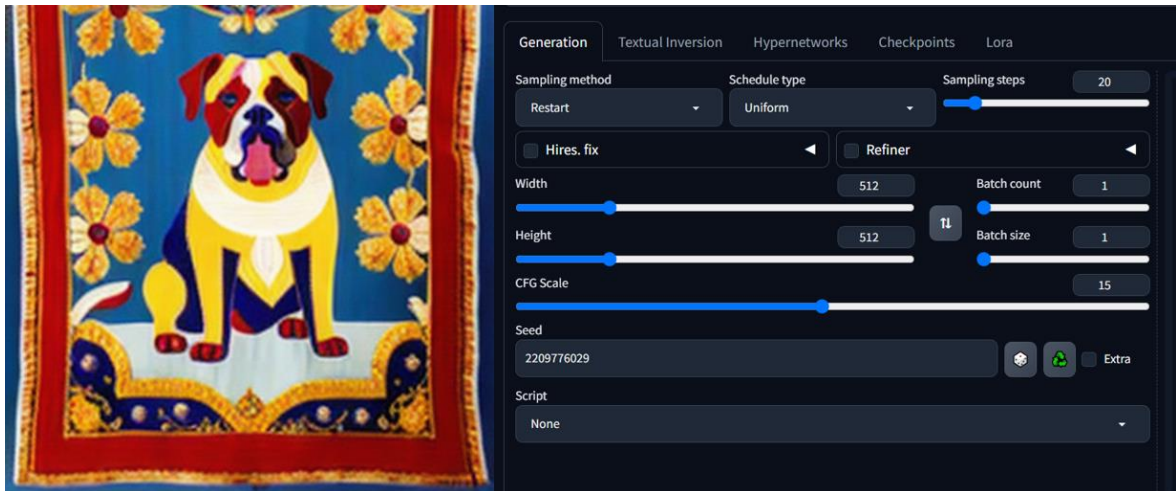 Generation Textual Inversion Hypernetworks Checkpoints Lora
Sampling method Schedule type Sampling steps 20
Restart Uniform
Hires. fix Refiner
Width 512 Batch count 1
Height 512 Batch size 1
CFG Scale 15
Seed
2209776029 Extra
Script
None